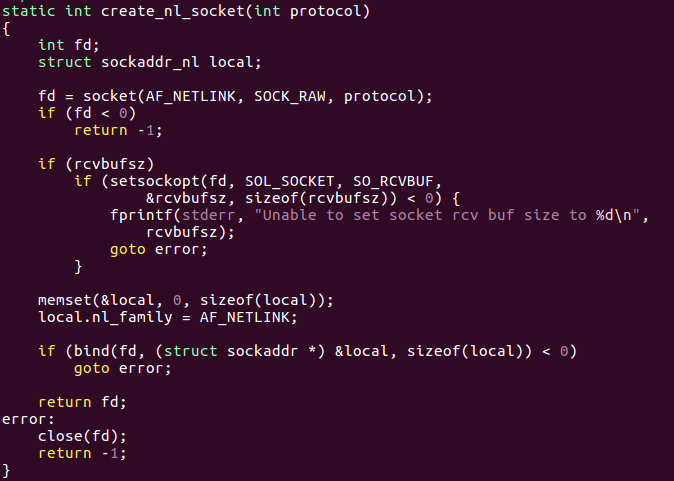 static int create_nl_socket(int protocol)
{
    int fd;
    struct sockaddr_nl local;

    fd = socket(AF_NETLINK, SOCK_RAW, protocol);
    if (fd < 0)
        return -1;

    if (rcvbufsz)
        if (setsockopt(fd, SOL_SOCKET, SO_RCVBUF,
                &rcvbufsz, sizeof(rcvbufsz)) < 0) {
            fprintf(stderr, "Unable to set socket rcv buf size to %d\n",
                rcvbufsz);
            goto error;
        }

    memset(&local, 0, sizeof(local));
    local.nl_family = AF_NETLINK;

    if (bind(fd, (struct sockaddr *) &local, sizeof(local)) < 0)
        goto error;

    return fd;
error:
    close(fd);
    return -1;
}